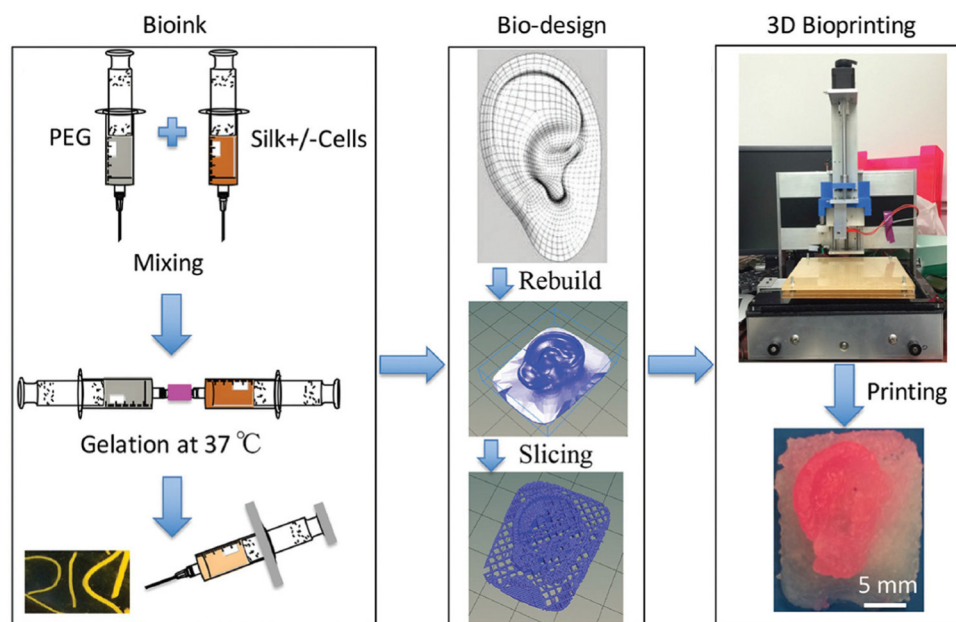 Bioink
PEG
Silk+/-Cells
Mixing
Gelation at 37 ℃
Bio-design
Rebuild
Slicing
3D Bioprinting
Printing
5 mm